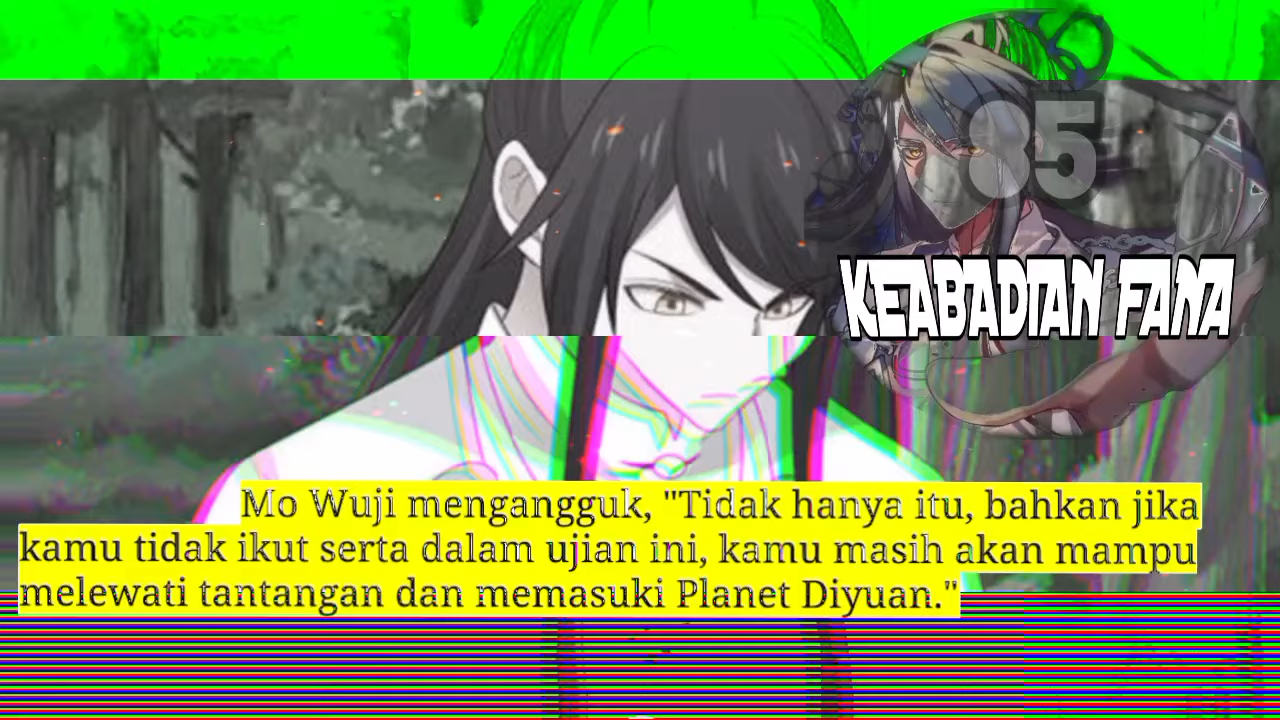 85
KEABADIAN FANA
Mo Wuji mengangguk, "Tidak hanya itu, bahkan jika
kamu tidak ikut serta dalam ujian ini, kamu masih akan mampu
melewati tantangan dan memasuki Planet Diyuan."